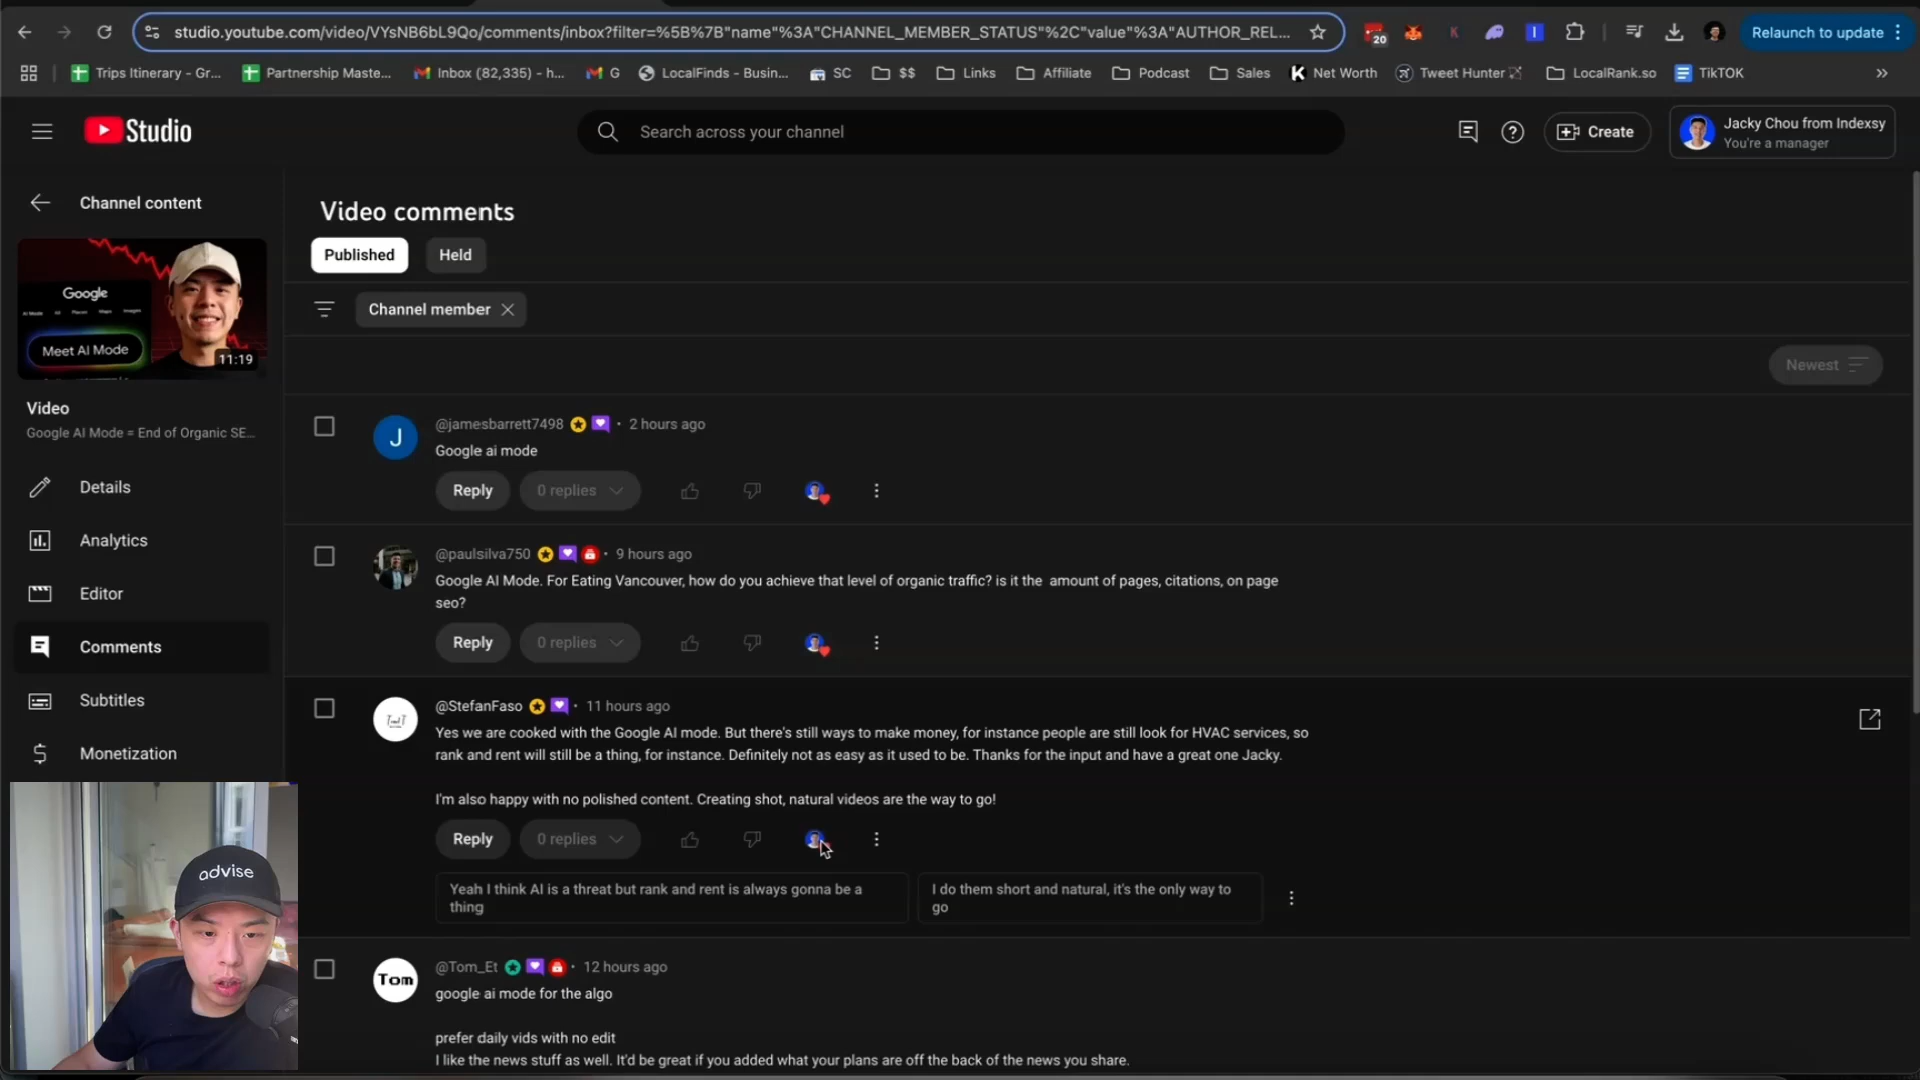 studio.youtube.com/video/VYsNB6bL9Qo/comments/inbox?filter=%5B%7B"name"%3A"CHANNEL_MEMBER_STATUS"%2C"value"%3A"AUTHOR_REL...
20
K
I
Relaunch to update
Trips Itinerary - Gr...
Partnership Maste...
Inbox (82,335) - h...
G
LocalFinds - Busin...
SC
$$
Links
Affiliate
Podcast
Sales
Net Worth
Tweet Hunter
LocalRank.so
TikTOK
Studio
Search across your channel
Create
Jacky Chou from Indexsy
You're a manager
Channel content
Google
Meet AI Mode
11:19
Video
Google AI Mode = End of Organic SE...
Details
Analytics
Editor
Comments
Subtitles
Monetization
advise
Video comments
Published
Held
Channel member
Newest
J
@jamesbarrett7498 • 2 hours ago
Google ai mode
Reply
0 replies
@paulsilva750 • 9 hours ago
Google AI Mode. For Eating Vancouver, how do you achieve that level of organic traffic? is it the amount of pages, citations, on page
seo?
Reply
0 replies
@StefanFaso • 11 hours ago
Yes we are cooked with the Google AI mode. But there's still ways to make money, for instance people are still look for HVAC services, so
rank and rent will still be a thing, for instance. Definitely not as easy as it used to be. Thanks for the input and have a great one Jacky.
I'm also happy with no polished content. Creating shot, natural videos are the way to go!
Reply
0 replies
Yeah I think AI is a threat but rank and rent is always gonna be a
thing
I do them short and natural, it's the only way to
go
Tom
@Tom_Et • 12 hours ago
google ai mode for the algo
prefer daily vids with no edit
I like the news stuff as well. It'd be great if you added what your plans are off the back of the news you share.